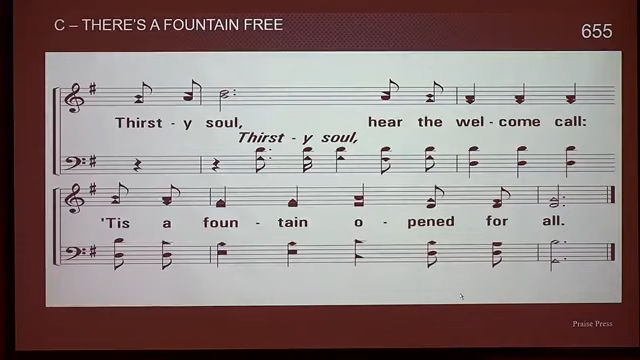 C – THERE'S A FOUNTAIN FREE
655
Thirst - y soul, hear the wel - come call:
Thirst - y soul,
'Tis a foun - tain o - pened for all.
Praise Press